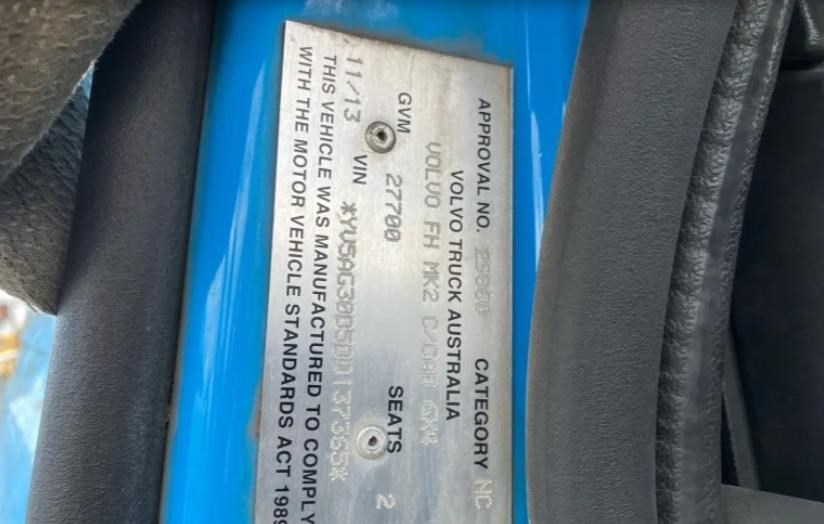 APPROVAL NO. CATEGORY NC
VOLVO TRUCK AUSTRALIA
VOLVO FH MK2 6X4
GVM 27700 SEATS 2
11/13 VIN
THIS VEHICLE WAS MANUFACTURED TO COMPLY
WITH THE MOTOR VEHICLE STANDARDS ACT 1989